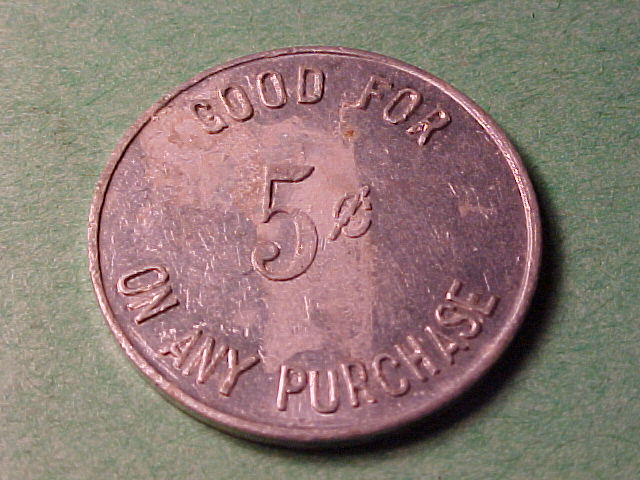 GOOD FOR
5¢
ON ANY PURCHASE